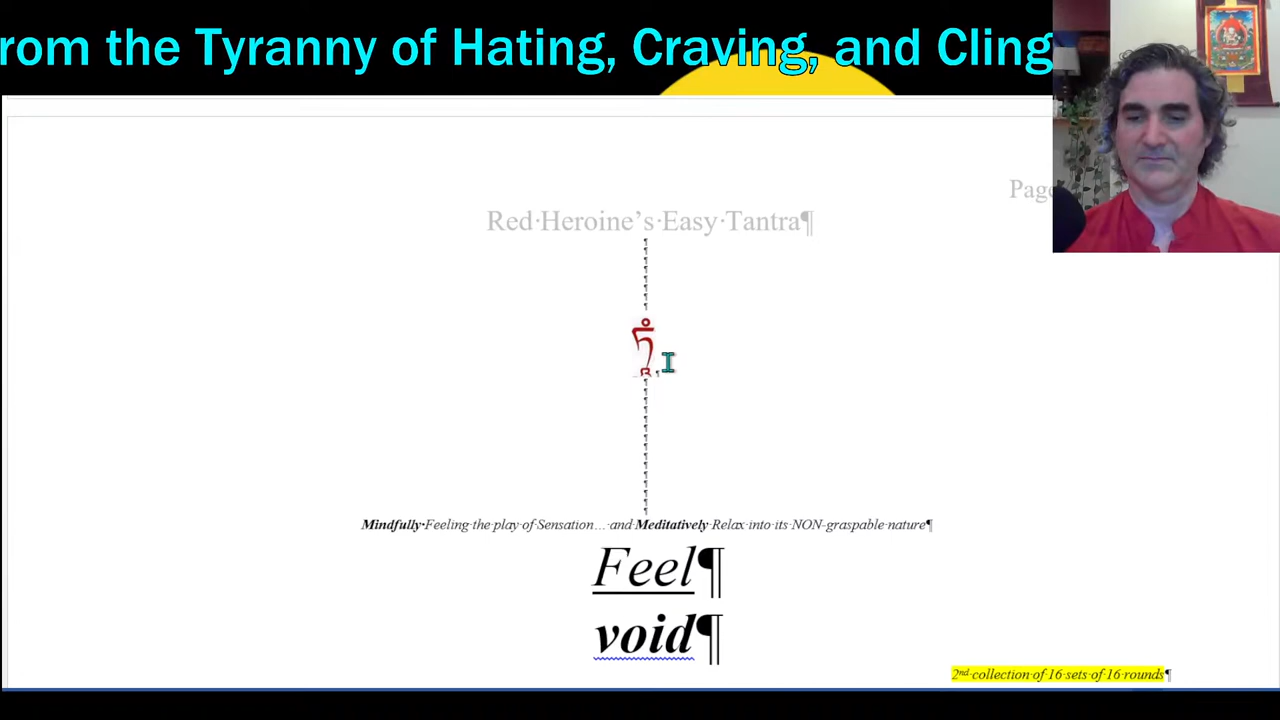 rom the Tyranny of Hating, Craving, and Cling
Page
Red·Heroine's·Easy·Tantra¶
Mindfully·Feeling·the·play·of·Sensation…·and·Meditatively·Relax·into·its·NON-graspable·nature¶
Feel¶
void¶
2nd·collection·of·16·sets·of·16·rounds¶